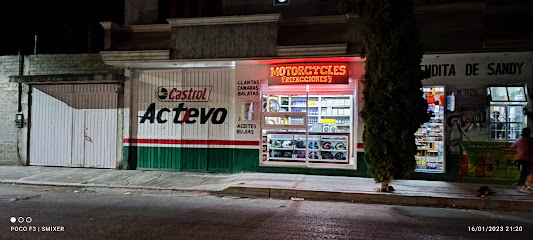 MOTORCYCLES
(REFACCIONES)
Castrol
Actevo
LLANTAS
CAMARAS
BALATAS
ACEITES
BUJIAS
ENDITA DE SANDY
POCO F3 | SMIXER
16/01/2023 21:20